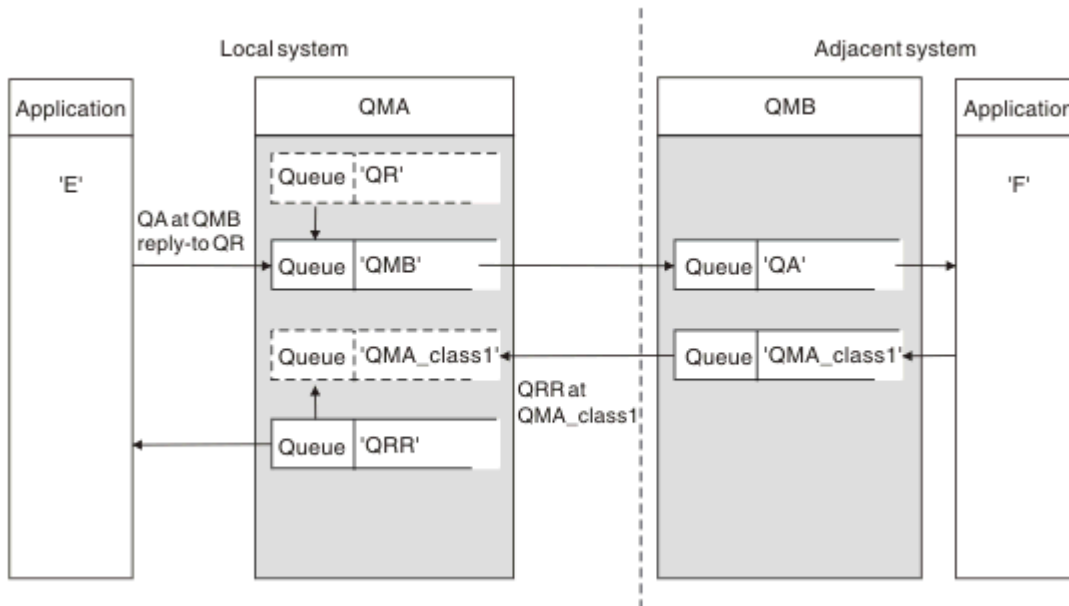 Local system
Adjacent system
Application
QMA
QMB
Application
'E'
'F'
Queue 'QR'
QA at QMB
reply-to QR
Queue 'QMB'
Queue 'QA'
Queue 'QMA_class1'
Queue 'QMA_class1'
QRR at
QMA_class1
Queue 'QRR'